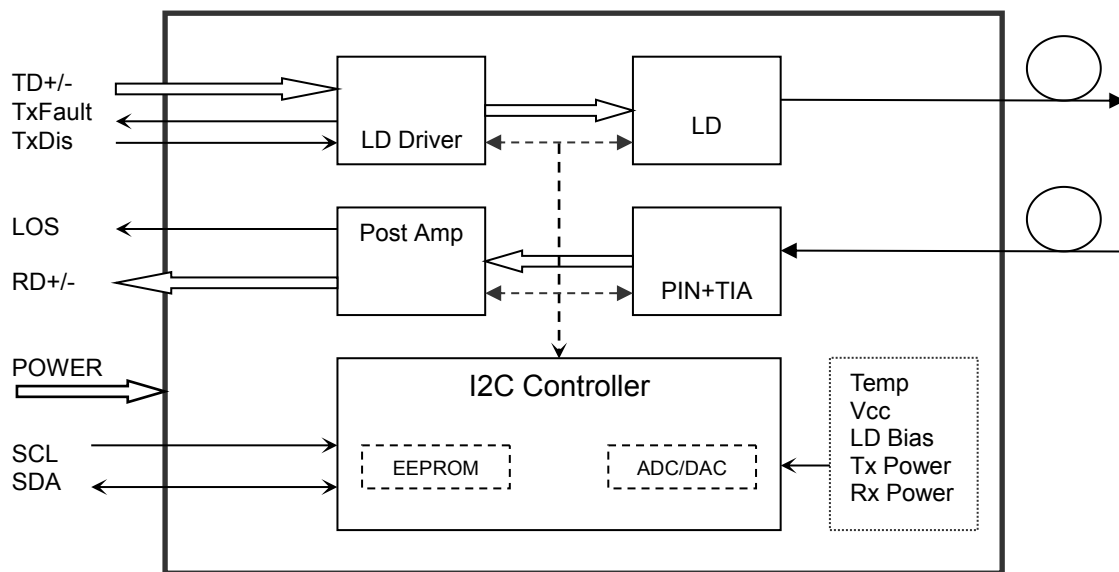 TD+/-
TxFault
TxDis
LD Driver
LD
LOS
RD+/-
Post Amp
PIN+TIA
POWER
SCL
SDA
I2C Controller
EEPROM
ADC/DAC
Temp
Vcc
LD Bias
Tx Power
Rx Power